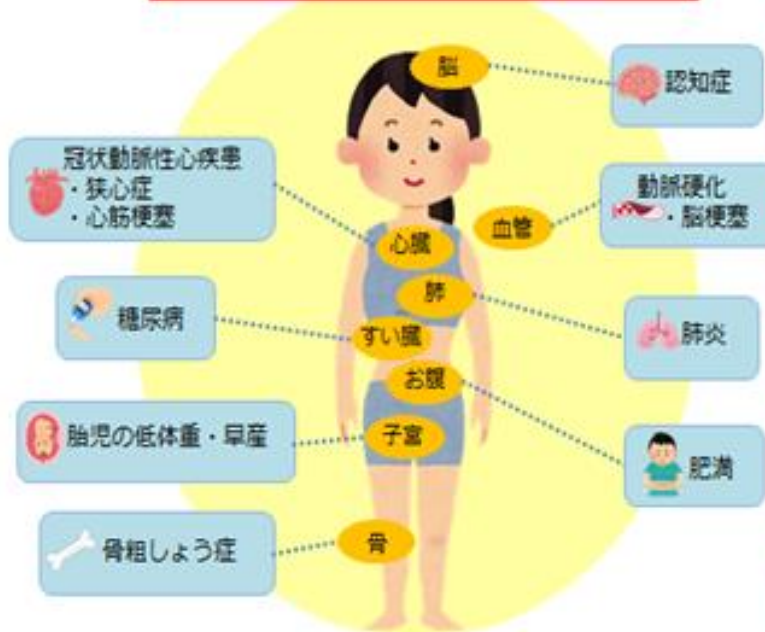 脳
認知症
冠状動脈性心疾患
・狭心症
・心筋梗塞
動脈硬化
・脳梗塞
血管
心臓
肺
糖尿病
すい臓
肺炎
お腹
胎児の低体重・早産
子宮
肥満
骨粗しょう症
骨